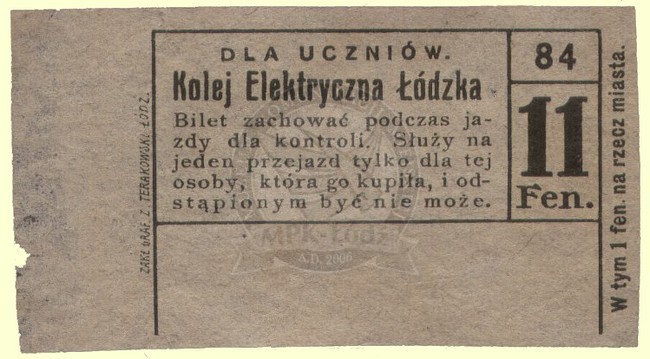 DLA UCZNIÓW.
Kolej Elektryczna Łódzka
Bilet zachować podczas ja-
zdy dla kontroli. Służy na
jeden przejazd tylko dla tej
osoby, która go kupiła, i od-
stąpionym być nie może.
84
11
Fen.
W tym 1 fen. na rzecz miasta.
ZAKŁ. GRAF. Z. TERAKOWSKI, ŁÓDŹ.
MPK-Łódź
A.D. 2006